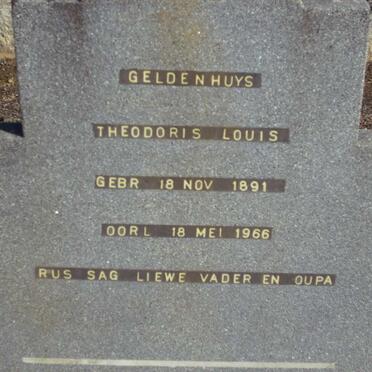 GELDENHUYS
THEODORIS LOUIS
GEBR 18 NOV 1891
OORL 18 MEI 1966
RUS SAG LIEWE VADER EN OUPA